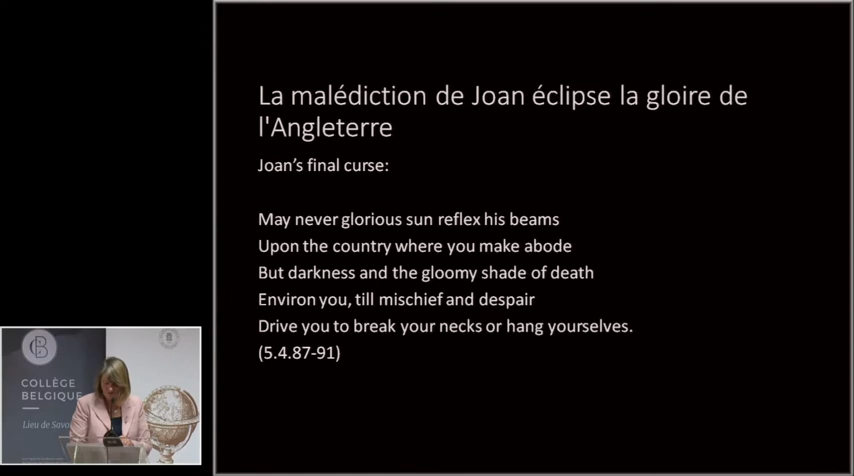 La malédiction de Joan éclipse la gloire de
l'Angleterre
Joan’s final curse:
May never glorious sun reflex his beams
Upon the country where you make abode
But darkness and the gloomy shade of death
Environ you, till mischief and despair
Drive you to break your necks or hang yourselves.
(5.4.87-91)
COLLÈGE
BELGIQUE
Lieu de Savo